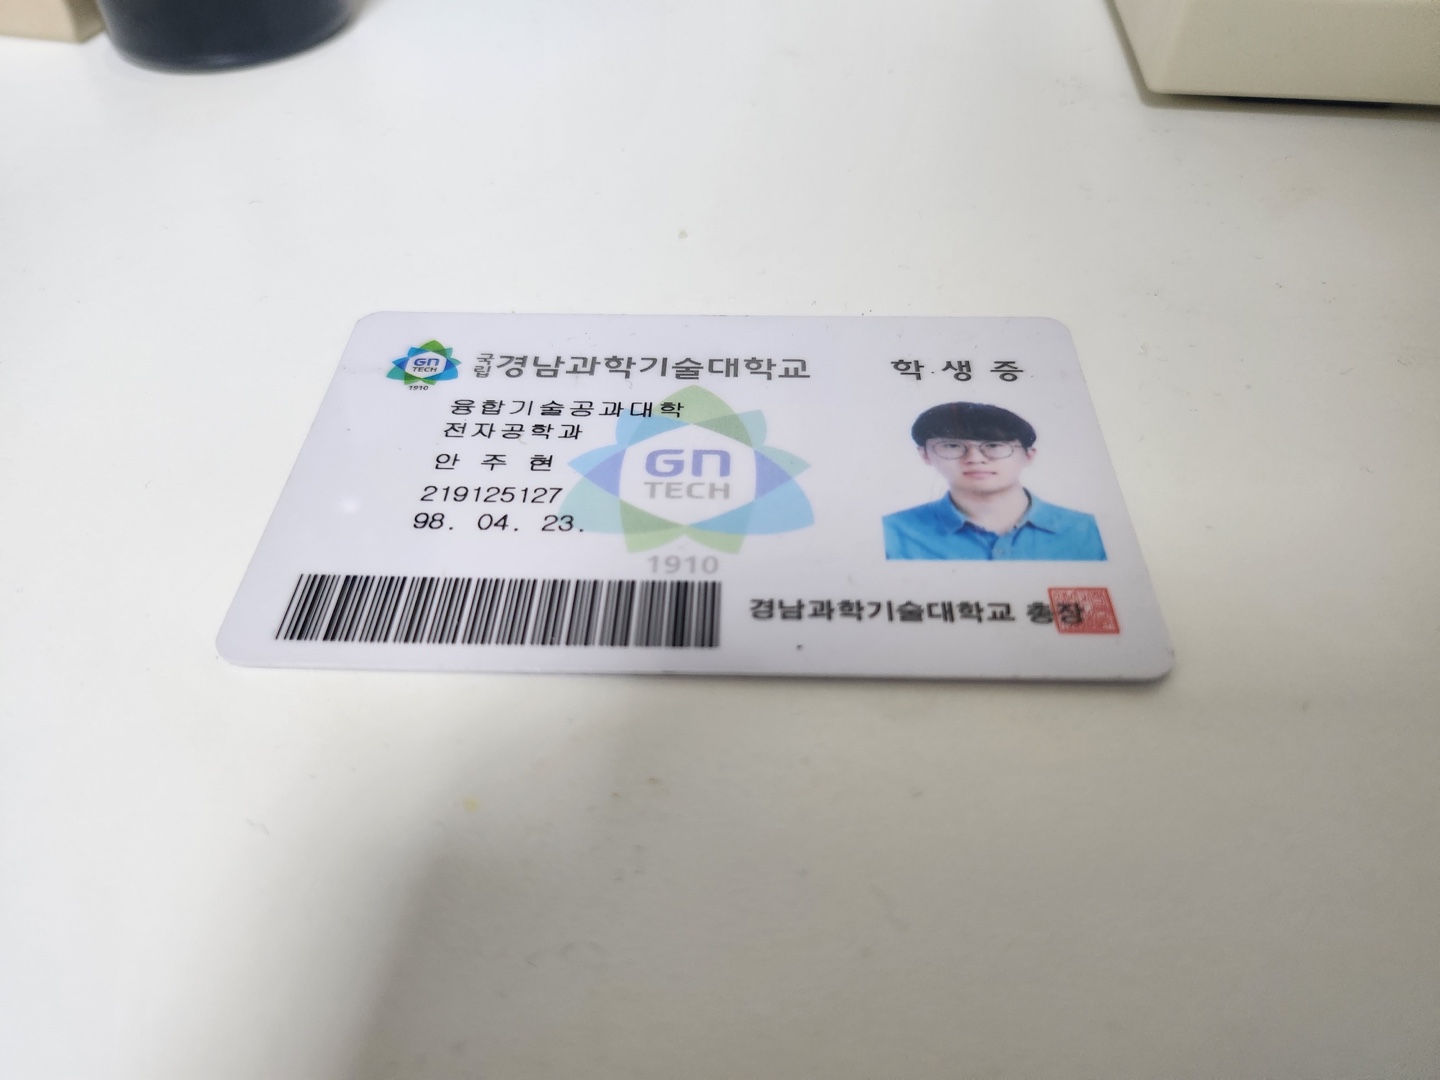 GN
TECH
1910
국립 경남과학기술대학교
학 생 증
융합기술공과대학
전자공학과
안 주 현
219125127
98. 04. 23.
GN
TECH
1910
경남과학기술대학교 총장